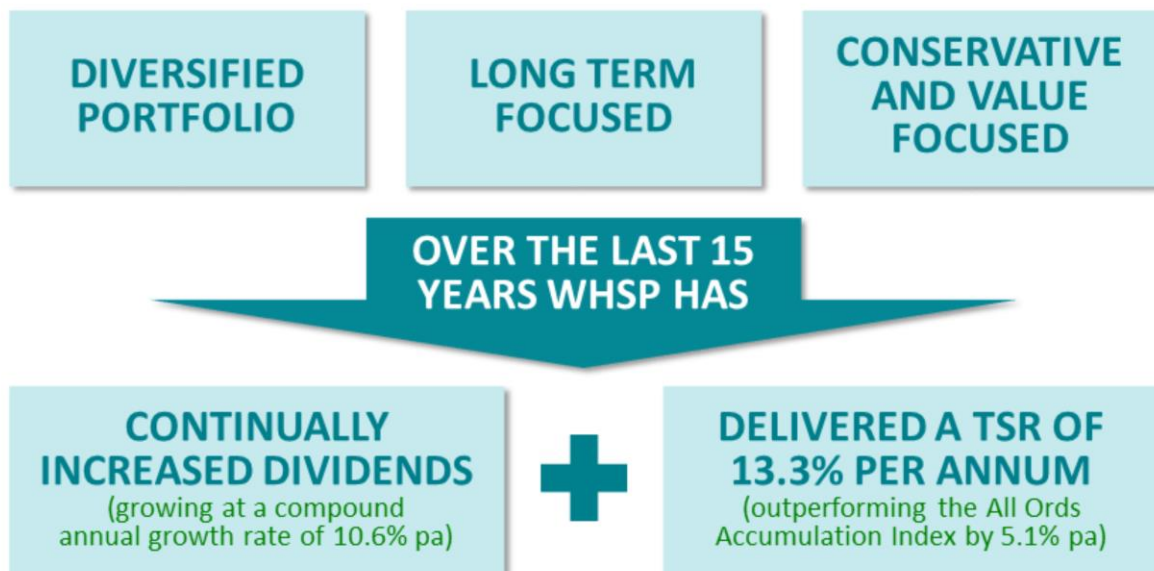 DIVERSIFIED
PORTFOLIO
LONG TERM
FOCUSED
CONSERVATIVE
AND VALUE
FOCUSED
OVER THE LAST 15
YEARS WHSP HAS
CONTINUALLY
INCREASED DIVIDENDS
(growing at a compound
annual growth rate of 10.6% pa)
DELIVERED A TSR OF
13.3% PER ANNUM
(outperforming the All Ords
Accumulation Index by 5.1% pa)